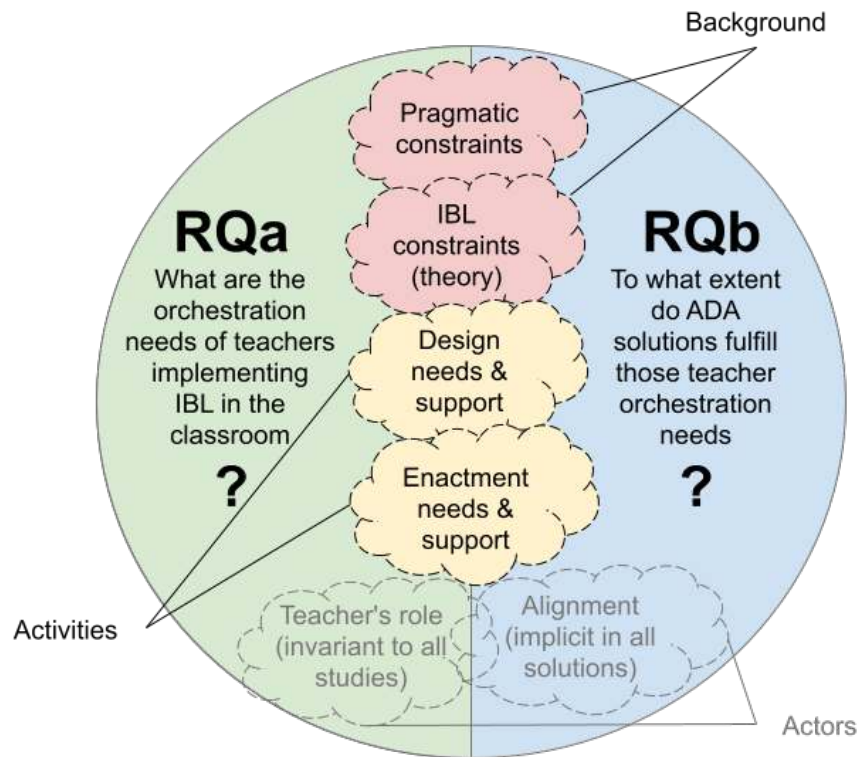 Background
Pragmatic
constraints
IBL
constraints
(theory)
RQa
What are the
orchestration
needs of teachers
implementing
IBL in the
classroom
?
RQb
To what extent
do ADA
solutions fulfill
those teacher
orchestration
needs
?
Design
needs &
support
Enactment
needs &
support
Activities
Teacher's role
(invariant to all
studies)
Alignment
(implicit in all
solutions)
Actors